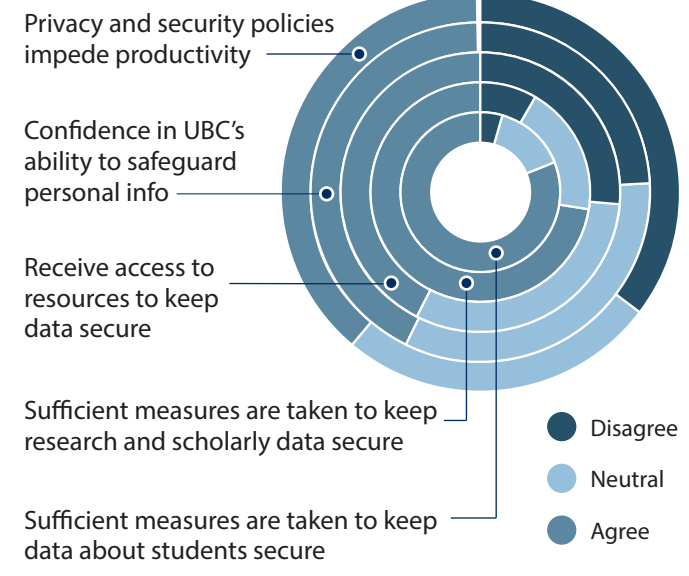 Privacy and security policies
impede productivity
Confidence in UBC's
ability to safeguard
personal info
Receive access to
resources to keep
data secure
Sufficient measures are taken to keep
research and scholarly data secure
Sufficient measures are taken to keep
data about students secure
Disagree
Neutral
Agree